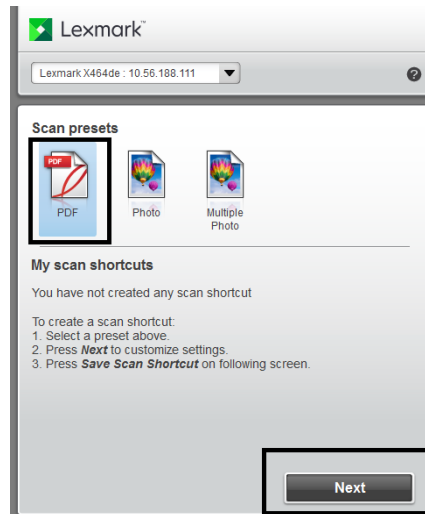 Lexmark™
Lexmark X464de : 10.56.188.111
?
Scan presets
PDF
PDF
Photo
Multiple
Photo
My scan shortcuts
You have not created any scan shortcut
To create a scan shortcut:
1. Select a preset above.
2. Press Next to customize settings.
3. Press Save Scan Shortcut on following screen.
Next